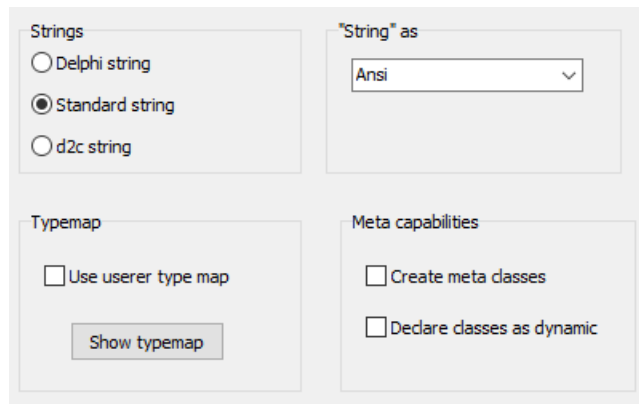 Strings
Delphi string
Standard string
d2c string
"String" as
Ansi
Typemap
Use userer type map
Show typemap
Meta capabilities
Create meta classes
Declare classes as dynamic